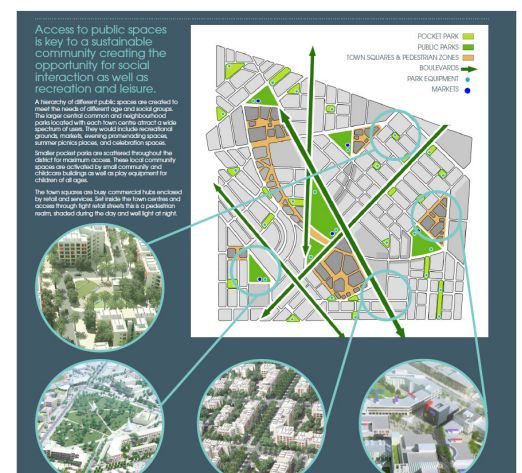 Access to public spaces
is key to a sustainable
community creating the
opportunity for social
interaction as well as
recreation and leisure.
A hierarchy of different public spaces are created to
meet the needs of different age and social groups.
The larger central common and neighbourhood
parks located with each town centre attract a wide
spectrum of users. They would include recreational
grounds, markets, evening promenading spaces,
summer picnics places, and celebration spaces.
Smaller pocket parks are scattered throughout the
district for maximum access. These local community
spaces are activated by small community and
childcare buildings as well as play equipment for
children of all ages.
The town squares are busy commercial hubs enclosed
by retail and services. Set inside the town centres and
access through tight retail streets this is a pedestrian
realm, shaded during the day and well light at night.
POCKET PARK
PUBLIC PARKS
TOWN SQUARES & PEDESTRIAN ZONES
BOULEVARDS
PARK EQUIPMENT
MARKETS